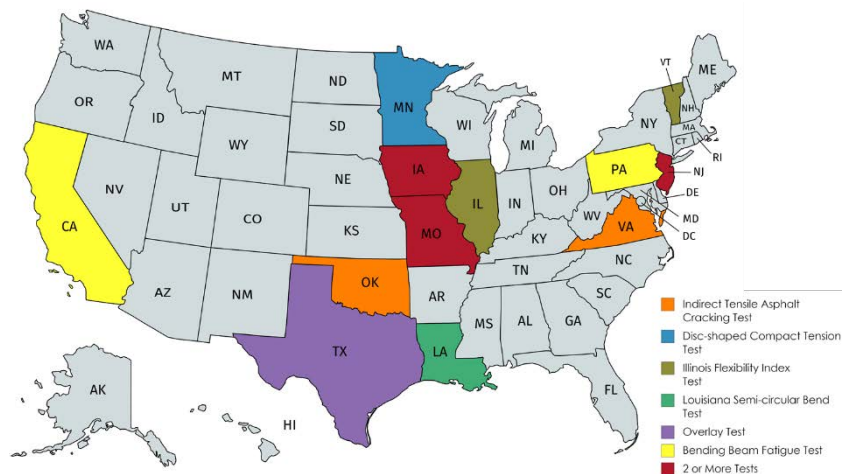 WA
MT
ND
MN
VT
ME
OR
ID
SD
WI
NY
NH
MA
CT
RI
WY
MI
IA
PA
NJ
NE
OH
DE
NV
IL
IN
MD
UT
CO
WV
VA
DC
CA
KS
MO
KY
NC
TN
AZ
NM
OK
AR
SC
MS
AL
GA
TX
LA
FL
AK
HI
Indirect Tensile Asphalt
Cracking Test
Disc-shaped Compact Tension
Test
Illinois Flexibility Index
Test
Louisiana Semi-circular Bend
Test
Overlay Test
Bending Beam Fatigue Test
2 or More Tests